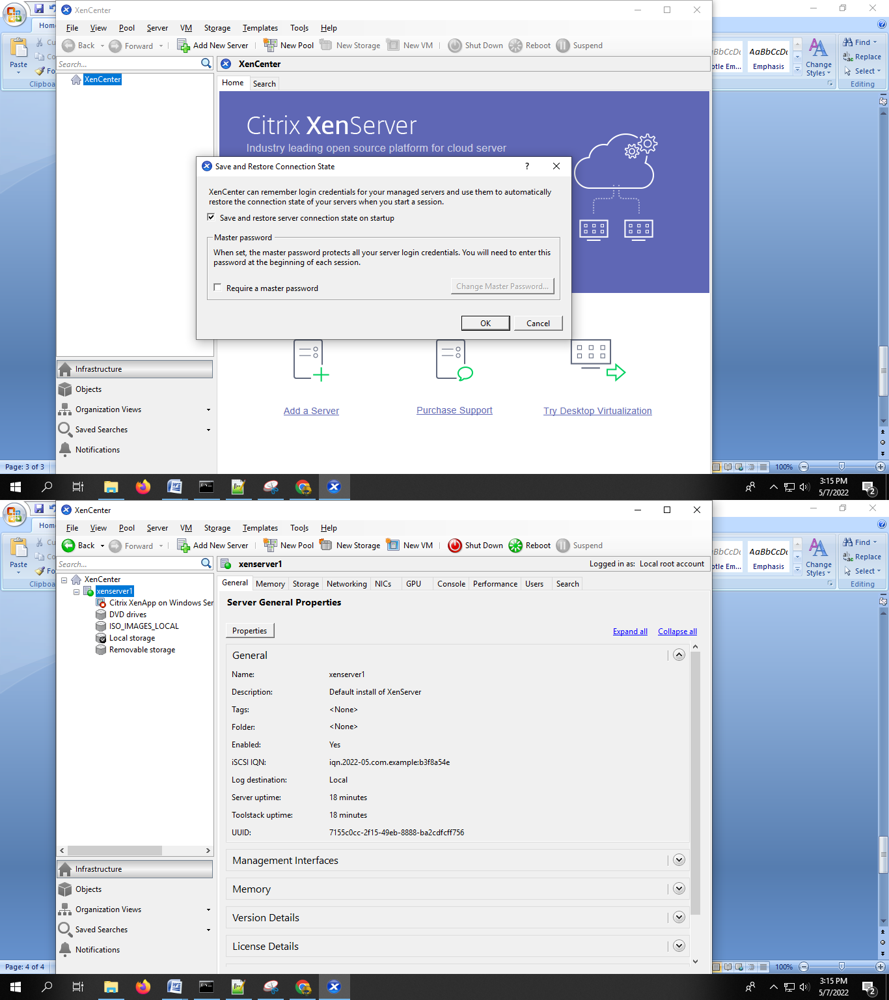 XenCenter
Home
File View Pool Server VM Storage Templates Tools Help
Back Forward Add New Server New Pool New Storage New VM Shut Down Reboot Suspend
Search...
XenCenter
XenCenter
Home Search
Paste
Clipboa
AaBbCcDc
Emphasis
Change Styles
Find
Replace
Select
Editing
Citrix XenServer
Industry leading open source platform for cloud server
Save and Restore Connection State
?
XenCenter can remember login credentials for your managed servers and use them to automatically
restore the connection state of your servers when you start a session.
Save and restore server connection state on startup
Master password
When set, the master password protects all your server login credentials. You will need to enter this
password at the beginning of each session.
Require a master password
Change Master Password...
OK Cancel
Add a Server Purchase Support Try Desktop Virtualization
Infrastructure
Objects
Organization Views
Saved Searches
Notifications
Page: 3 of 3
100%
3:15 PM
5/7/2022
2
XenCenter
Hom
File View Pool Server VM Storage Templates Tools Help
Back Forward Add New Server New Pool New Storage New VM Shut Down Reboot Suspend
Search...
xenserver1
Logged in as: Local root account
General Memory Storage Networking NICs GPU Console Performance Users Search
Paste
Clipboa
AaBbCcDc
Emphasis
Change Styles
Find
Replace
Select
Editing
XenCenter
xenserver1
Citrix XenApp on Windows Ser
DVD drives
ISO_IMAGES_LOCAL
Local storage
Removable storage
Server General Properties
Properties
Expand all Collapse all
General
Name: xenserver1
Description: Default install of XenServer
Tags: <None>
Folder: <None>
Enabled: Yes
iSCSI IQN: iqn.2022-05.com.example:b3f8a54e
Log destination: Local
Server uptime: 18 minutes
Toolstack uptime: 18 minutes
UUID: 7155c0cc-2f15-49eb-8888-ba2cdfcff756
Management Interfaces
Memory
Version Details
License Details
Infrastructure
Objects
Organization Views
Saved Searches
Notifications
Page: 4 of 4
100%
3:15 PM
5/7/2022
2